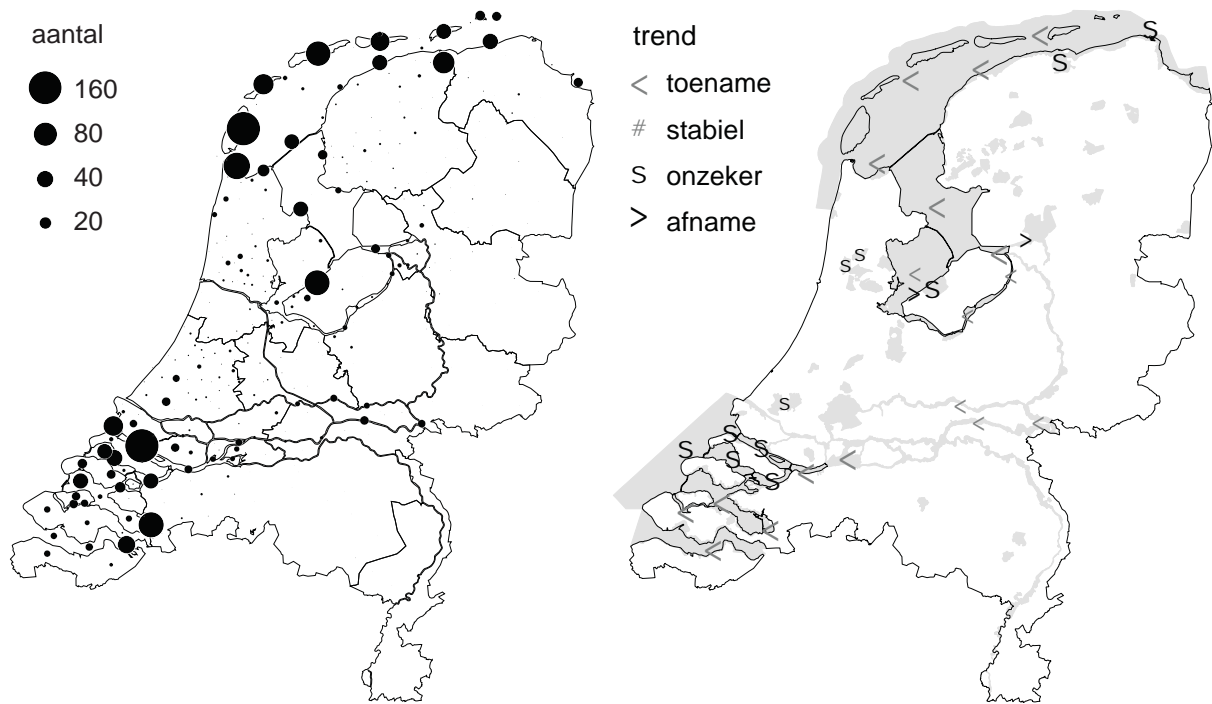 aantal
160
80
40
20
trend
< toename
# stabiel
S onzeker
> afname